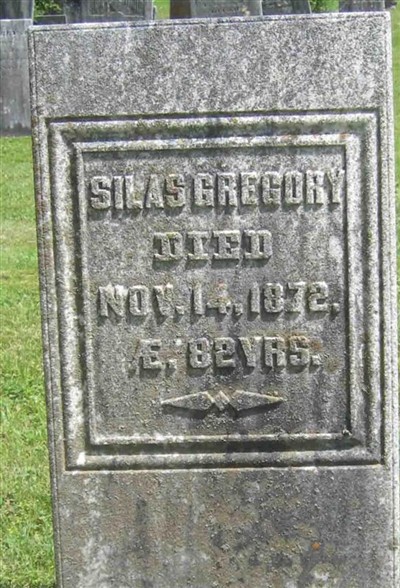 SILAS GREGORY
DIED
NOV. 14, 1872.
Æ, 82 YRS.